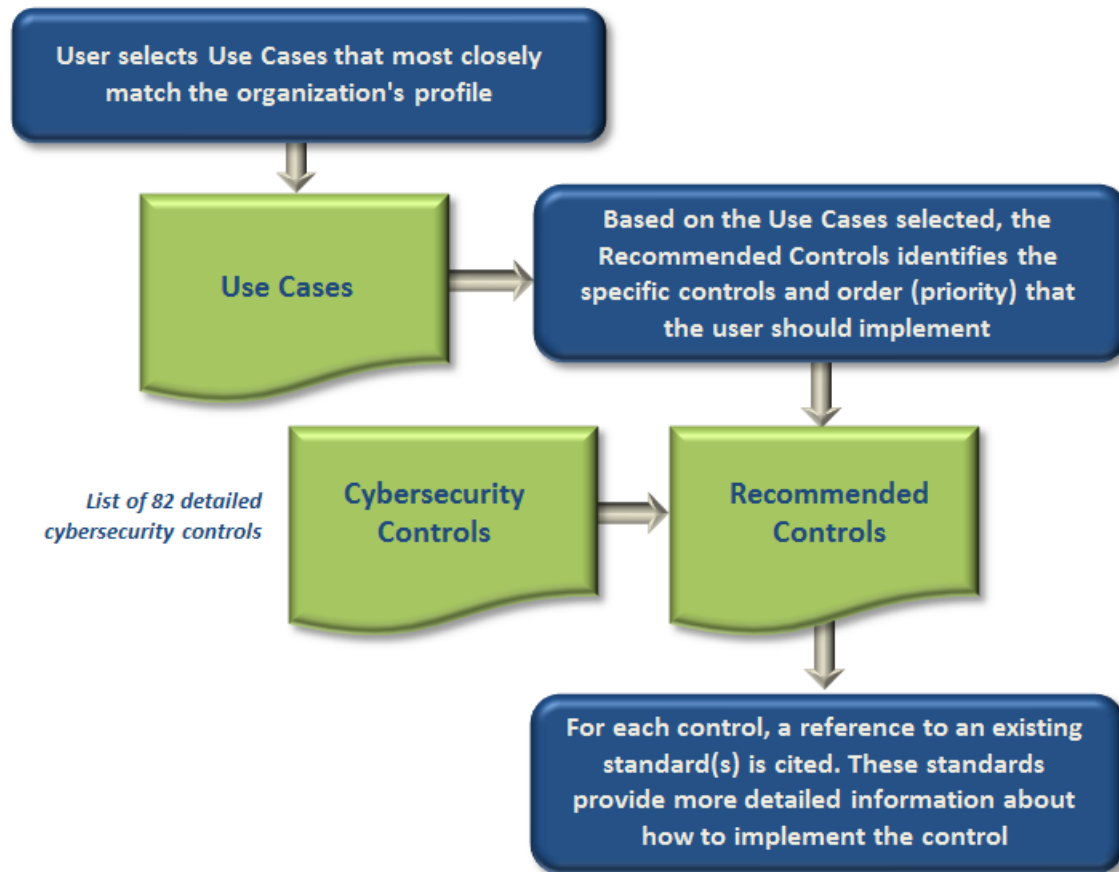 User selects Use Cases that most closely
match the organization's profile
Use Cases
Based on the Use Cases selected, the
Recommended Controls identifies the
specific controls and order (priority) that
the user should implement
List of 82 detailed
cybersecurity controls
Cybersecurity
Controls
Recommended
Controls
For each control, a reference to an existing
standard(s) is cited. These standards
provide more detailed information about
how to implement the control